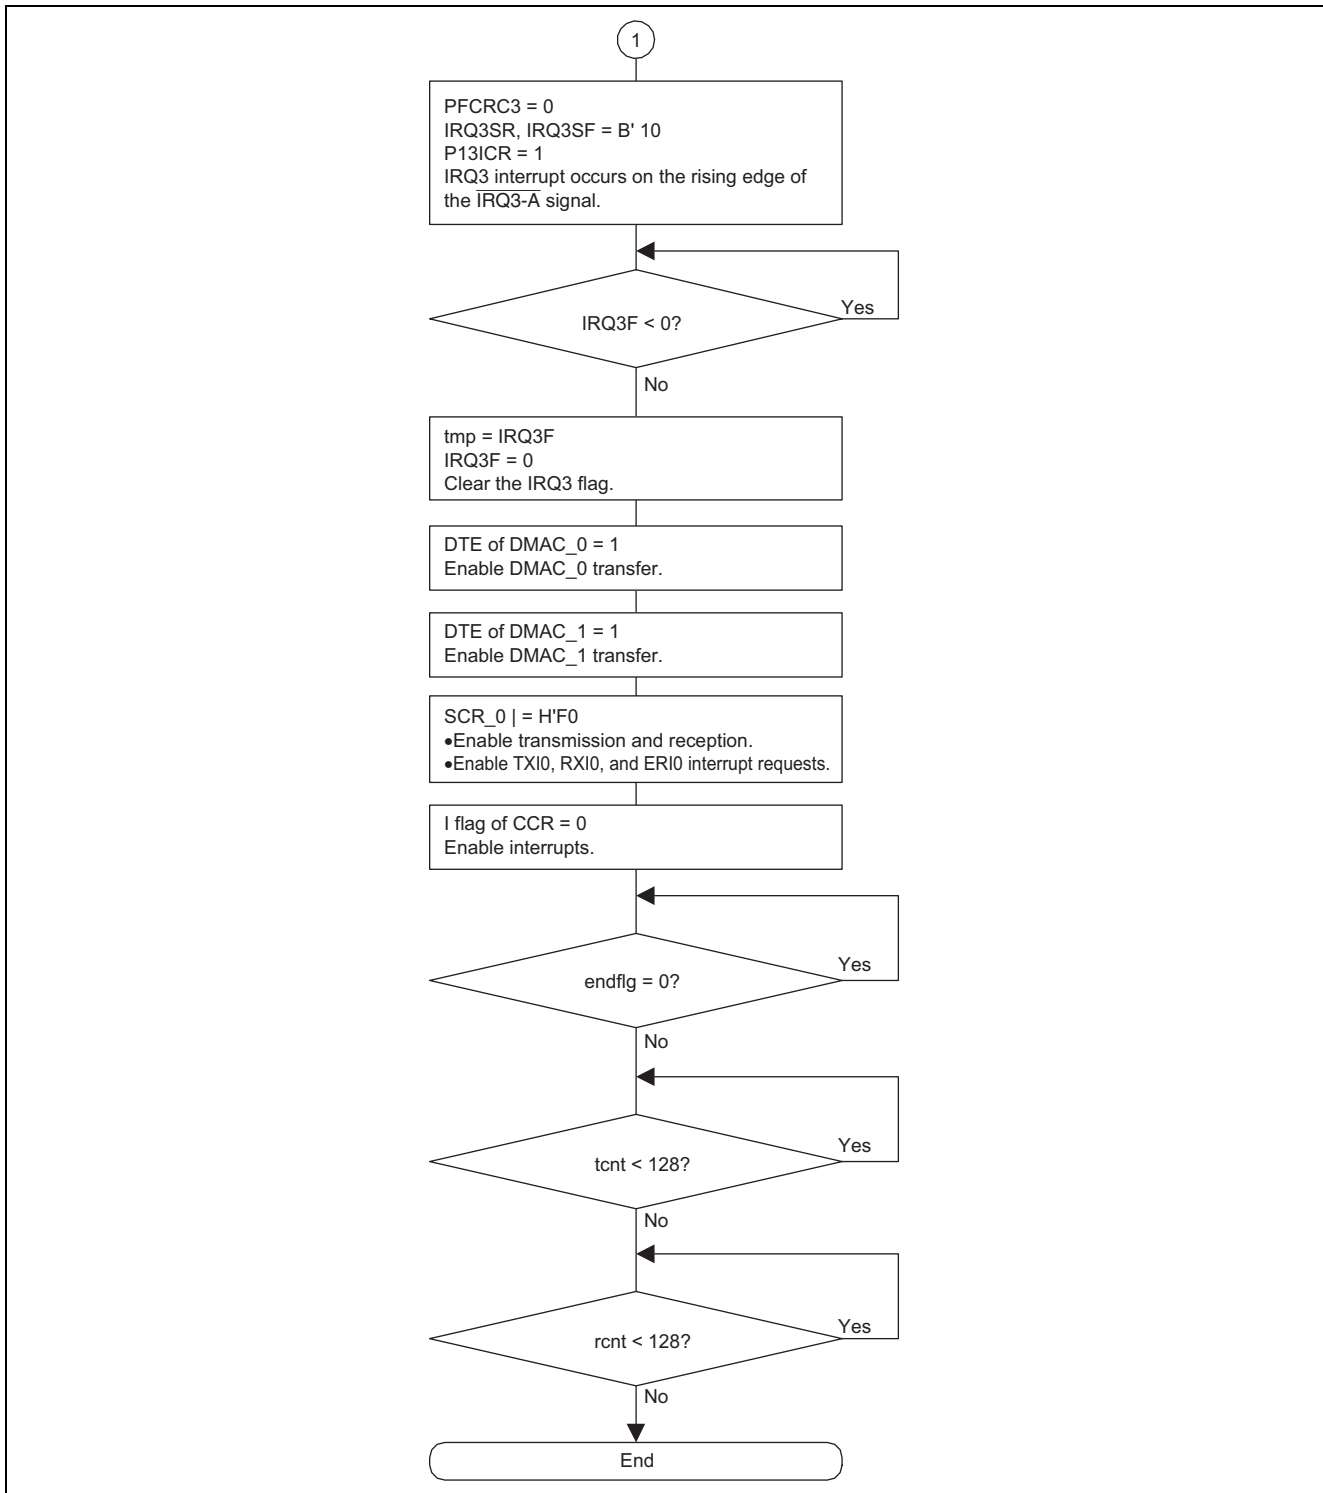 1
PFCRC3 = 0
IRQ3SR, IRQ3SF = B' 10
P13ICR = 1
IRQ3 interrupt occurs on the rising edge of
the IRQ3-A signal.
Yes
IRQ3F < 0?
No
tmp = IRQ3F
IRQ3F = 0
Clear the IRQ3 flag.
DTE of DMAC_0 = 1
Enable DMAC_0 transfer.
DTE of DMAC_1 = 1
Enable DMAC_1 transfer.
SCR_0 | = H'F0
•Enable transmission and reception.
•Enable TXI0, RXI0, and ERI0 interrupt requests.
I flag of CCR = 0
Enable interrupts.
Yes
endflg = 0?
No
Yes
tcnt < 128?
No
Yes
rcnt < 128?
No
End